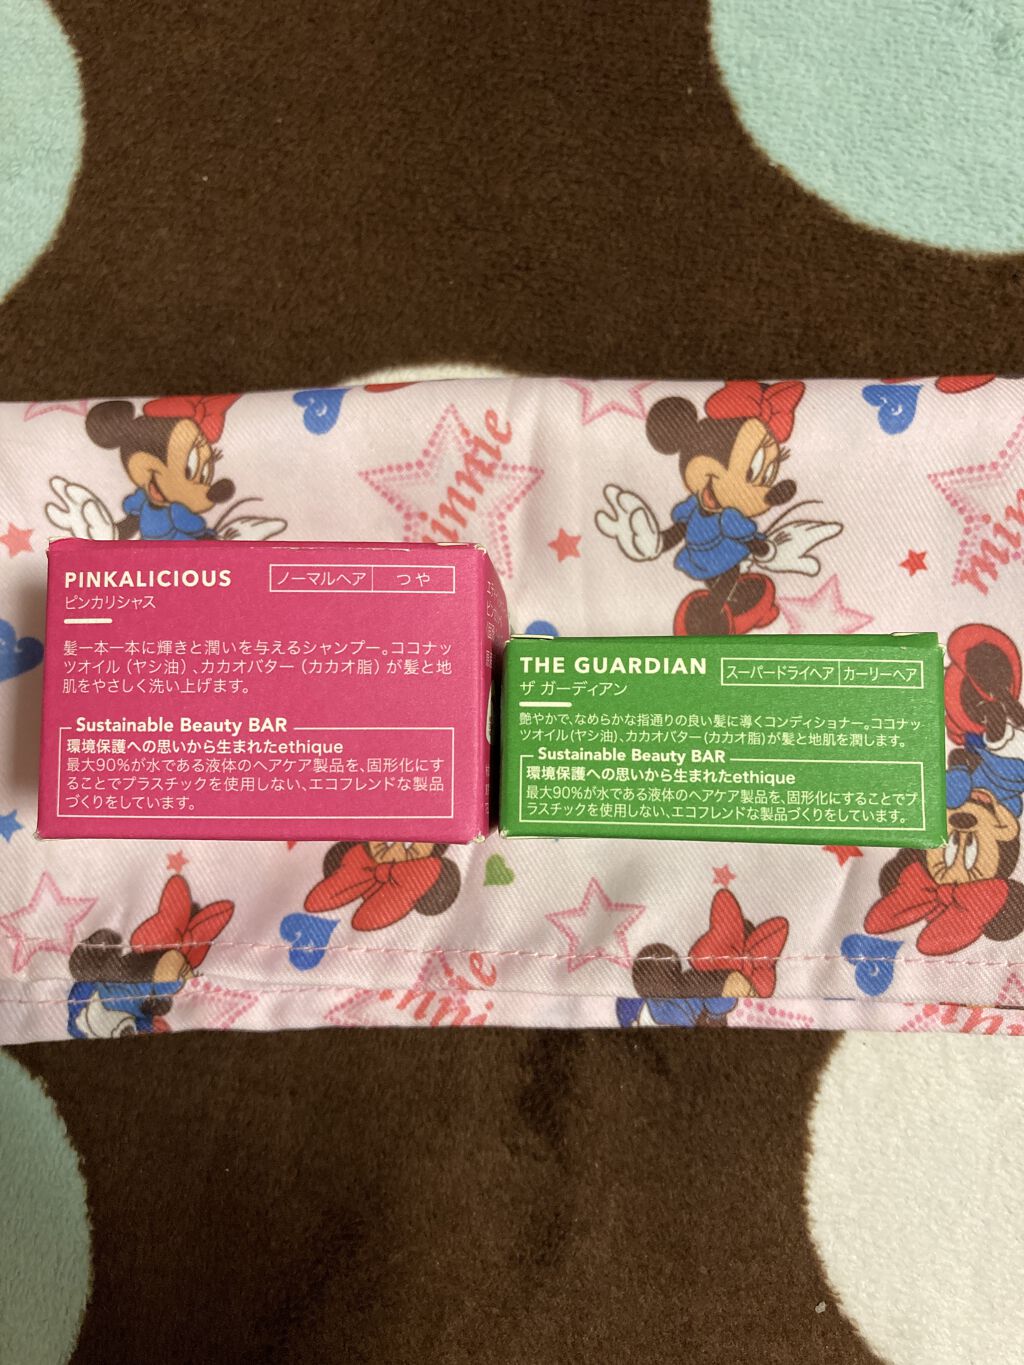 minnie
minnie
PINKALICIOUS
ノーマルヘア つや
ピンカリシャス
髪一本一本に輝きと潤いを与えるシャンプー。ココナッ
ツオイル（ヤシ油）、カカオバター（カカオ脂）が髪と地
肌をやさしく洗い上げます。
Sustainable Beauty BAR
環境保護への思いから生まれたethique
最大90%が水である液体のヘアケア製品を、固形化にす
ることでプラスチックを使用しない、エコフレンドな製品
づくりをしています。
THE GUARDIAN
スーパードライヘア カーリーヘア
ザ ガーディアン
艶やかで、なめらかな指通りの良い髪に導くコンディショナー。ココナッ
ツオイル(ヤシ油)、カカオバター(カカオ脂)が髪と地肌を潤します。
Sustainable Beauty BAR
環境保護への思いから生まれたethique
最大90%が水である液体のヘアケア製品を、固形化にすることでプ
ラスチックを使用しない、エコフレンドな製品づくりをしています。